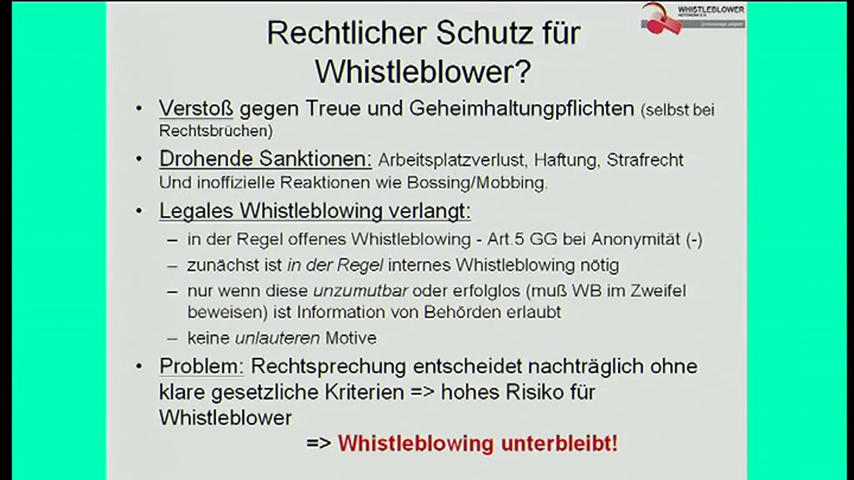 WHISTLEBLOWER
NETZWERK E.V.
Rechtlicher Schutz für
Whistleblower?
• Verstoß gegen Treue und Geheimhaltungpflichten (selbst bei
Rechtsbrüchen)
• Drohende Sanktionen: Arbeitsplatzverlust, Haftung, Strafrecht
Und inoffizielle Reaktionen wie Bossing/Mobbing.
• Legales Whistleblowing verlangt:
– in der Regel offenes Whistleblowing - Art.5 GG bei Anonymität (-)
– zunächst ist in der Regel internes Whistleblowing nötig
– nur wenn diese unzumutbar oder erfolglos (muß WB im Zweifel
beweisen) ist Information von Behörden erlaubt
– keine unlauteren Motive
• Problem: Rechtsprechung entscheidet nachträglich ohne
klare gesetzliche Kriterien => hohes Risiko für
Whistleblower
=> Whistleblowing unterbleibt!